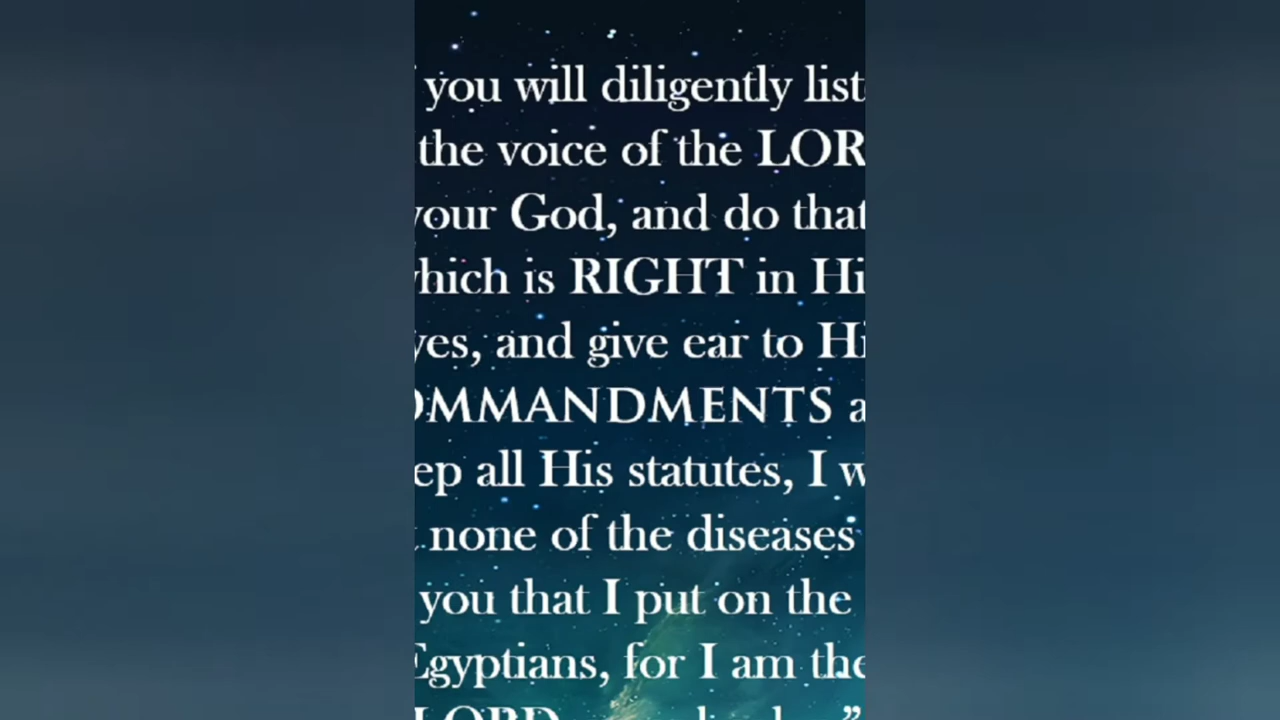 you will diligently list
the voice of the LOR
your God, and do that
hich is RIGHT in Hi
yes, and give ear to Hi
OMMANDMENTS a
ep all His statutes, I w
none of the diseases
you that I put on the
Egyptians, for I am the
LORD